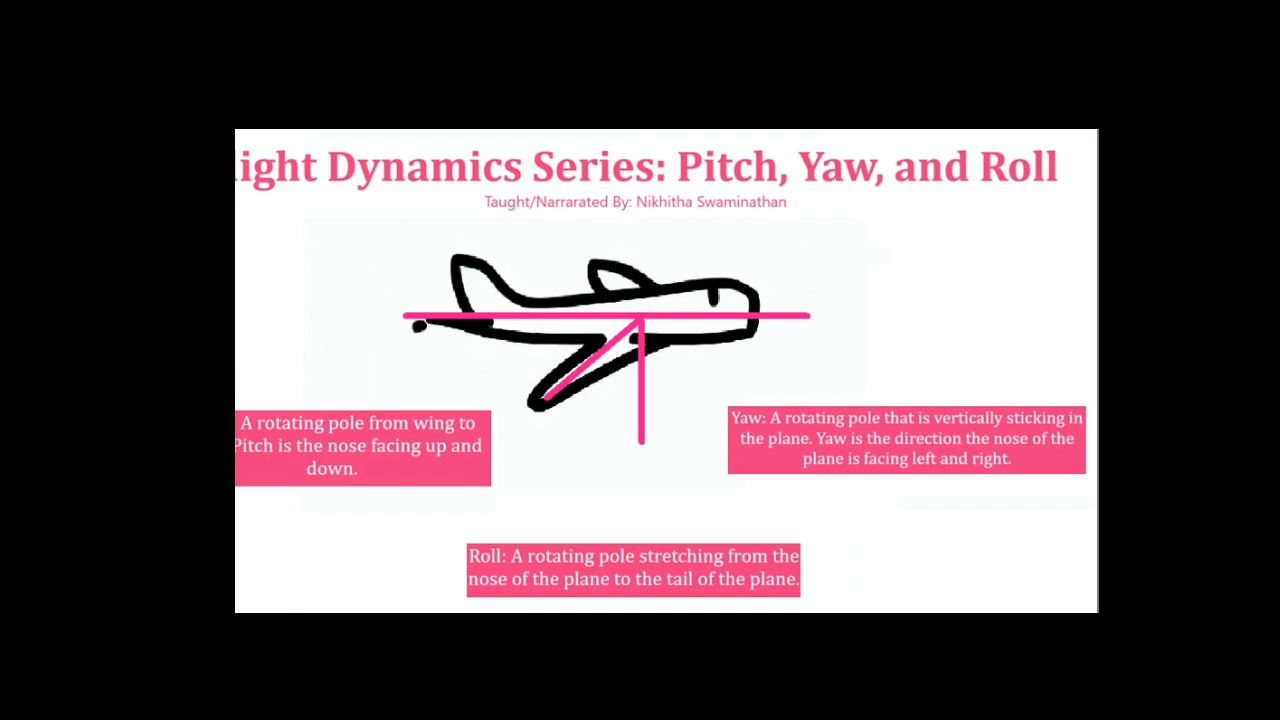 light Dynamics Series: Pitch, Yaw, and Roll
Taught/Narrarated By: Nikhitha Swaminathan
A rotating pole from wing to
Pitch is the nose facing up and
down.
Yaw: A rotating pole that is vertically sticking in
the plane. Yaw is the direction the nose of the
plane is facing left and right.
Roll: A rotating pole stretching from the
nose of the plane to the tail of the plane.